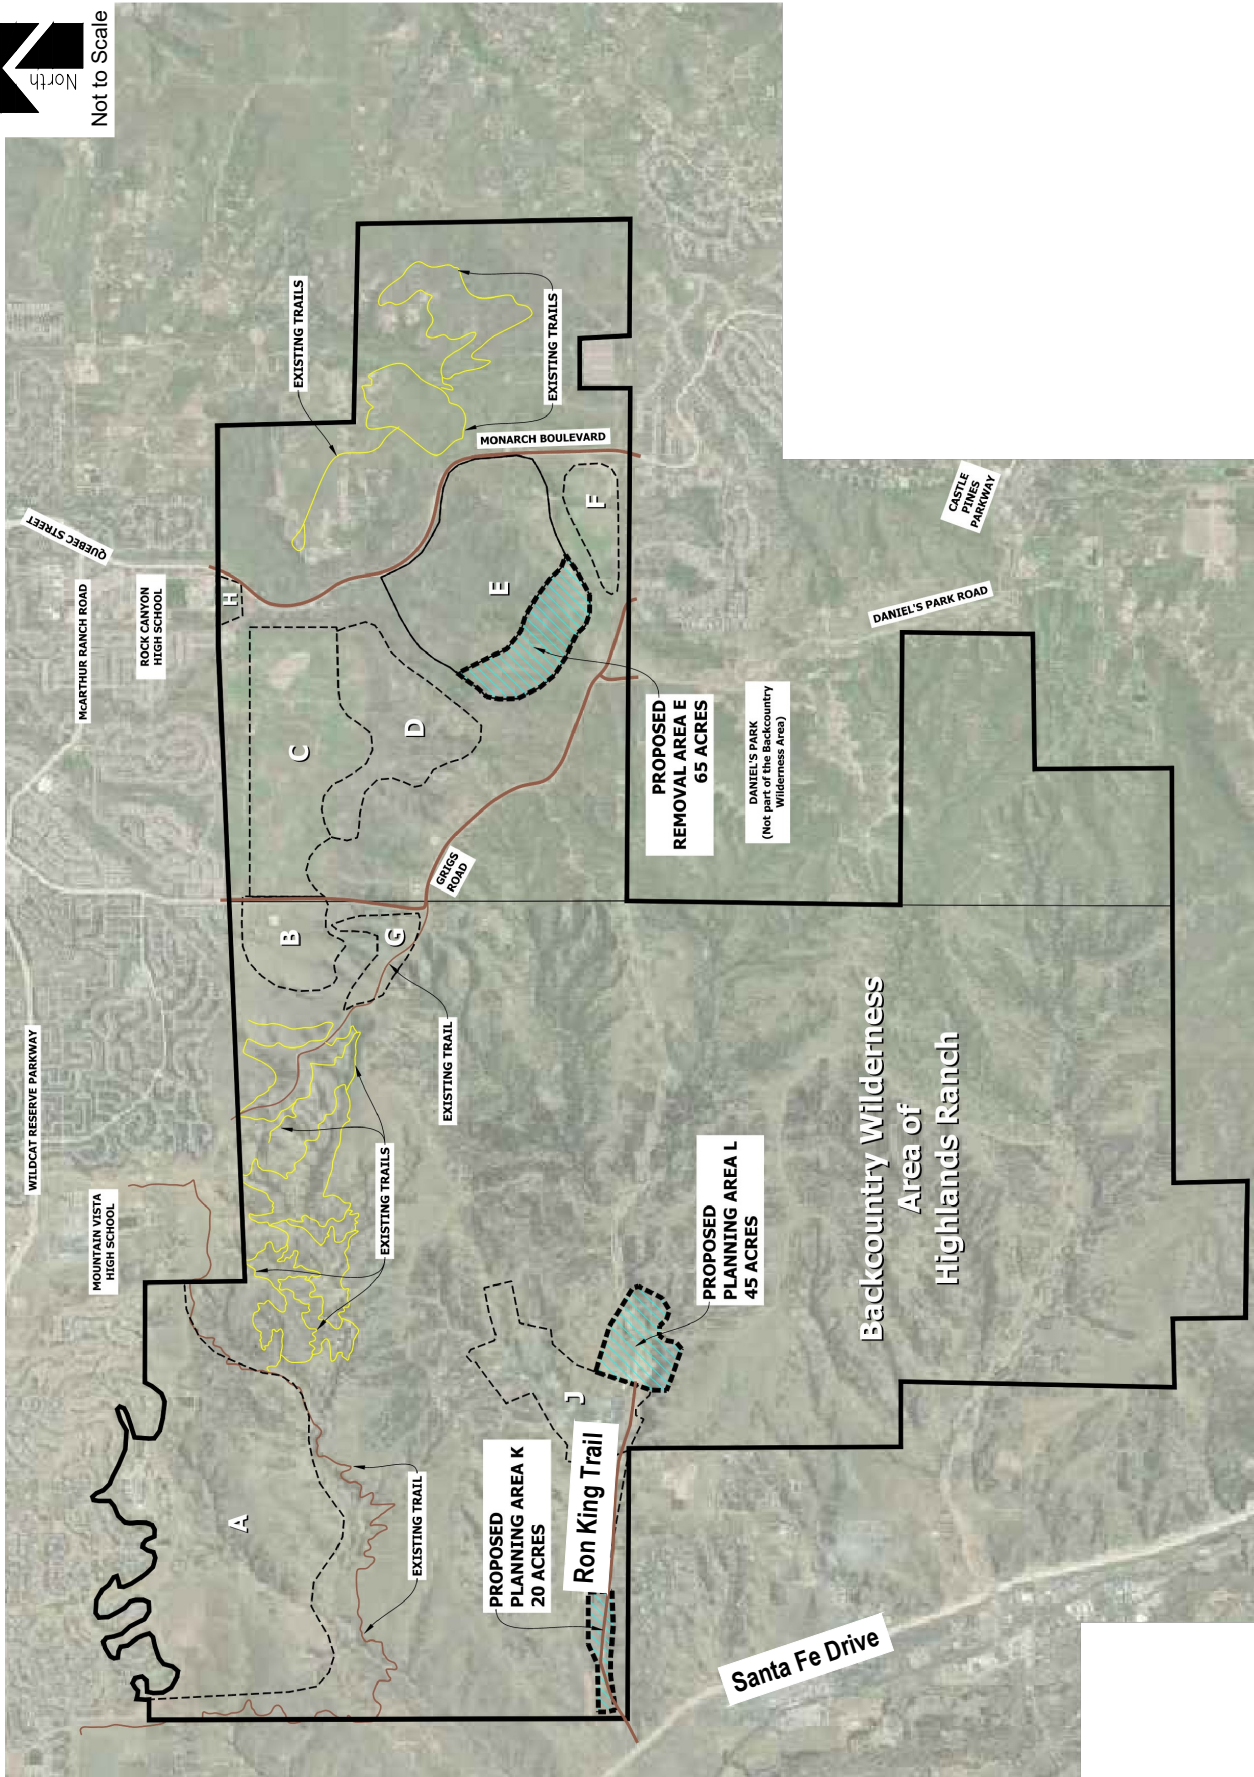 North
Not to Scale
QUEBEC STREET
McARTHUR RANCH ROAD
ROCK CANYON
HIGH SCHOOL
WILDCAT RESERVE PARKWAY
MOUNTAIN VISTA
HIGH SCHOOL
EXISTING TRAILS
EXISTING TRAILS
MONARCH BOULEVARD
H
F
E
C
D
B
G
A
J
GRIGS
ROAD
EXISTING TRAIL
EXISTING TRAILS
EXISTING TRAIL
PROPOSED
REMOVAL AREA E
65 ACRES
DANIEL'S PARK
(Not part of the Backcountry
Wilderness Area)
DANIEL'S PARK ROAD
CASTLE
PINES
PARKWAY
PROPOSED
PLANNING AREA L
45 ACRES
PROPOSED
PLANNING AREA K
20 ACRES
Ron King Trail
Backcountry Wilderness
Area of
Highlands Ranch
Santa Fe Drive